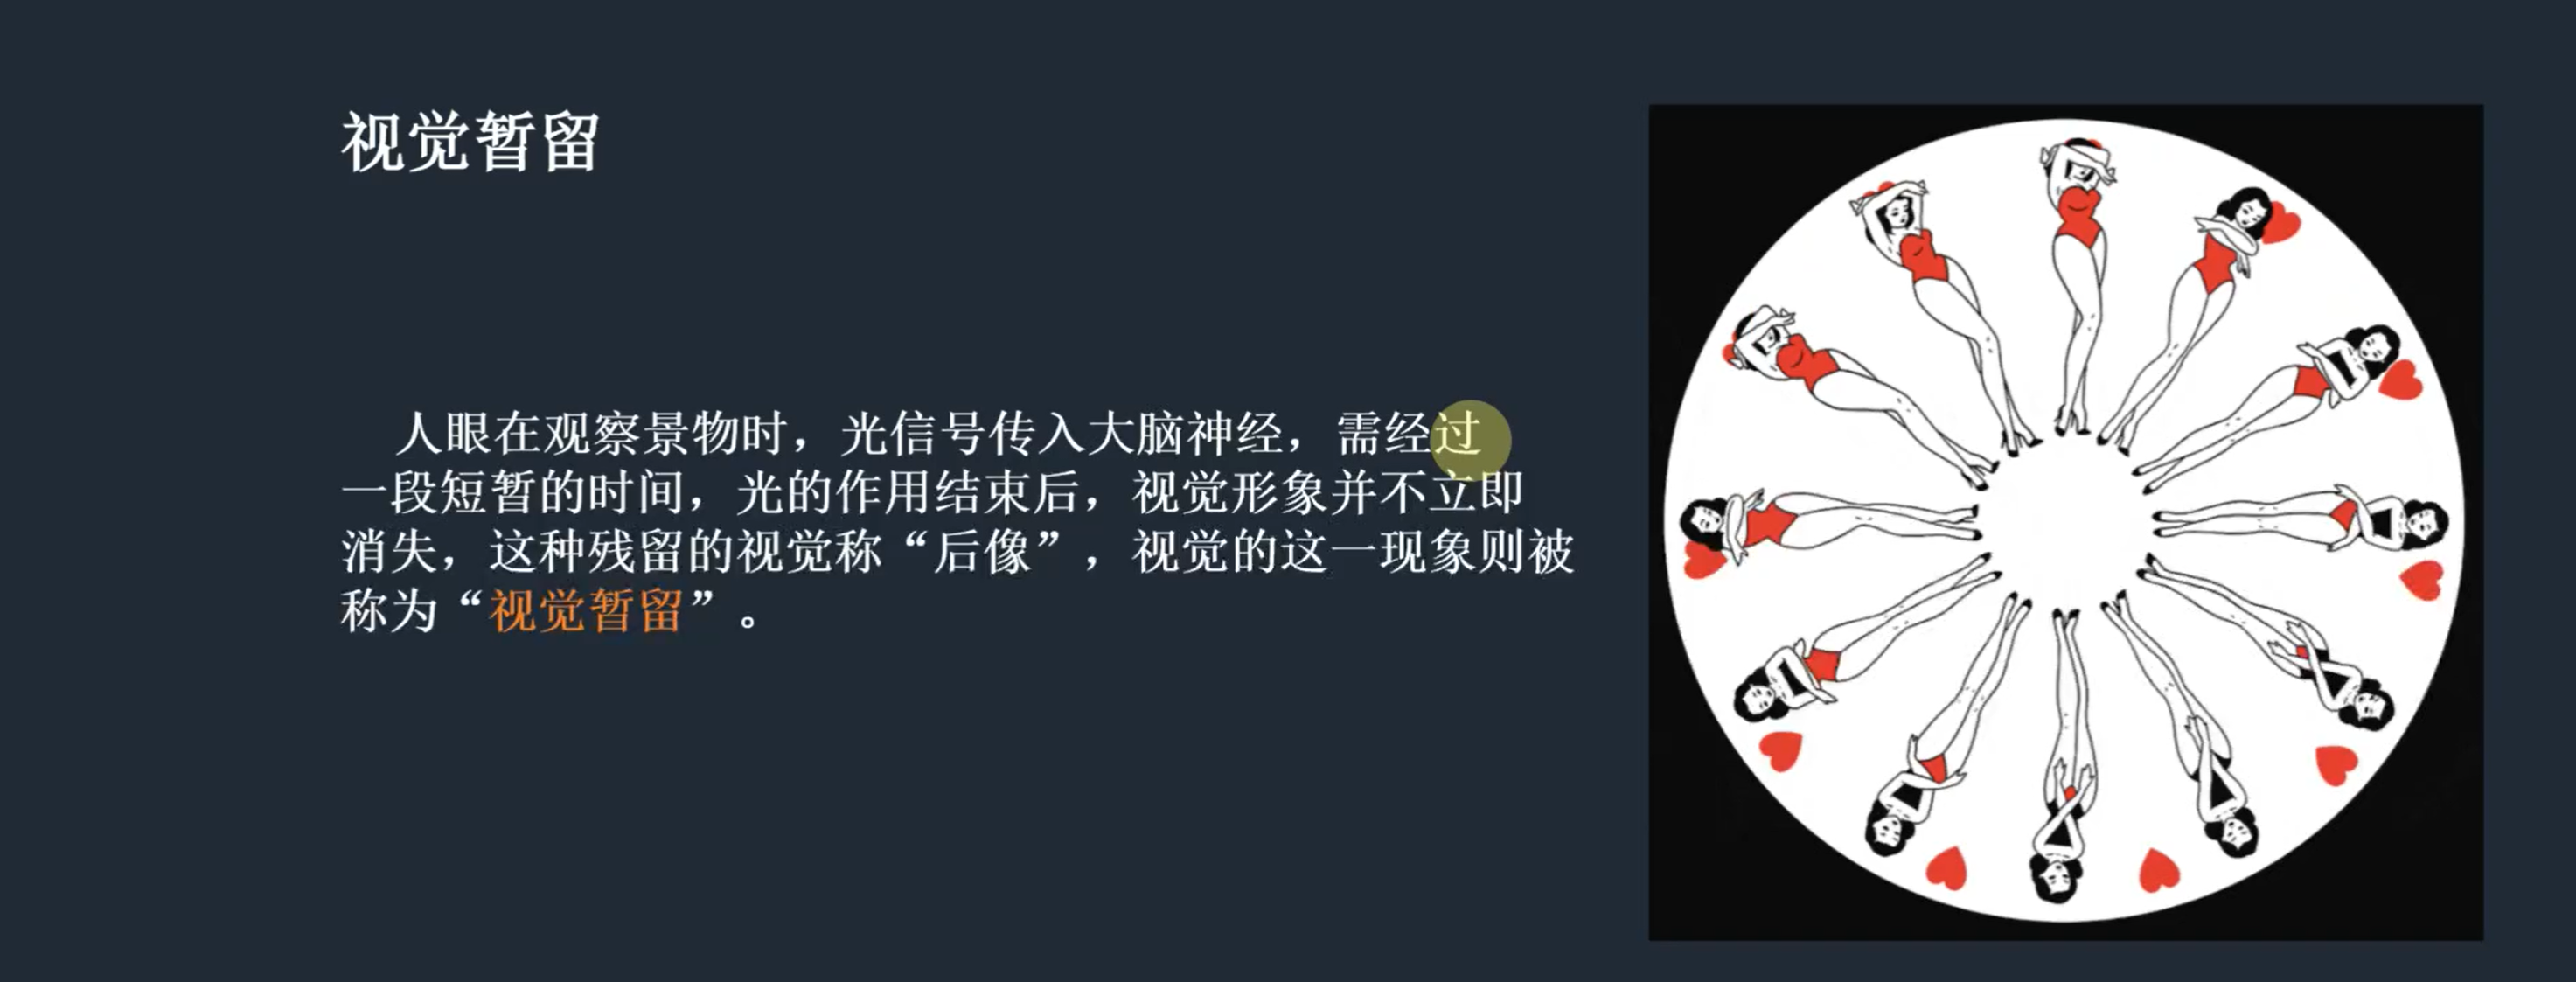 视觉暂留
人眼在观察景物时，光信号传入大脑神经，需经过
一段短暂的时间，光的作用结束后，视觉形象并不立即
消失，这种残留的视觉称“后像”，视觉的这一现象则被
称为“视觉暂留”。